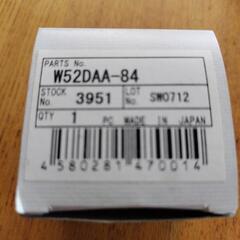 PARTS No.
W52DAA-84
STOCK No. 3951 LOT No. SW0712
QTY 1 PC MADE IN JAPAN
4 580281 470014